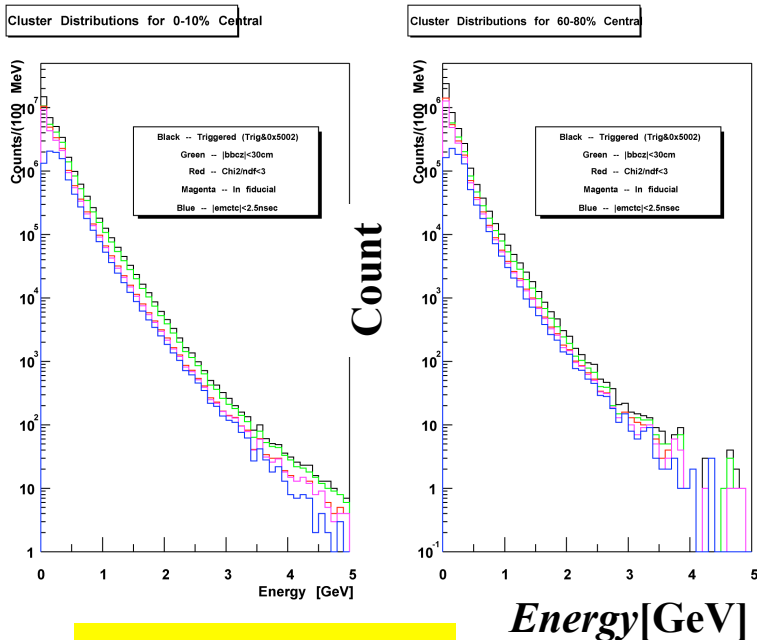 Cluster Distributions for 0-10% Central
Counts/(100 MeV)
10^7
10^6
10^5
10^4
10^3
10^2
10
1
Black -- Triggered (Trig&0x5002)
Green -- |bbcz|<30cm
Red -- Chi2/ndf<3
Magenta -- In fiducial
Blue -- |emctc|<2.5nsec
0 1 2 3 4 5
Energy [GeV]
Count
Cluster Distributions for 60-80% Central
Counts/(100 MeV)
10^6
10^5
10^4
10^3
10^2
10
1
10^-1
Black -- Triggered (Trig&0x5002)
Green -- |bbcz|<30cm
Red -- Chi2/ndf<3
Magenta -- In fiducial
Blue -- |emctc|<2.5nsec
0 1 2 3 4 5
Energy[GeV]